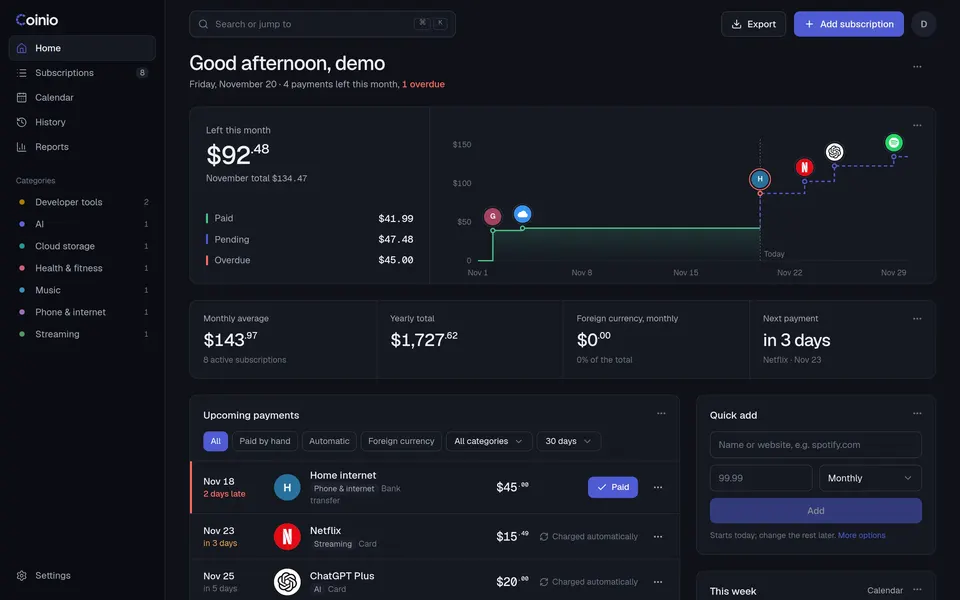 Coinio
Search or jump to
⌘ K
Export
+ Add subscription
D
Home
Subscriptions 8
Calendar
History
Reports
Categories
Developer tools 2
AI 1
Cloud storage 1
Health & fitness 1
Music 1
Phone & internet 1
Streaming 1
Settings
Good afternoon, demo
Friday, November 20 · 4 payments left this month, 1 overdue
Left this month
$92.48
November total $134.47
Paid $41.99
Pending $47.48
Overdue $45.00
$150
$100
$50
0
G
H
N
Today
Nov 1
Nov 8
Nov 15
Nov 22
Nov 29
Monthly average
$143.97
8 active subscriptions
Yearly total
$1,727.62
Foreign currency, monthly
$0.00
0% of the total
Next payment
in 3 days
Netflix · Nov 23
Upcoming payments
All
Paid by hand
Automatic
Foreign currency
All categories
30 days
Nov 18
2 days late
H
Home internet
Phone & internet Bank
transfer
$45.00
Paid
Nov 23
in 3 days
N
Netflix
Streaming Card
$15.49
Charged automatically
Nov 25
in 5 days
ChatGPT Plus
AI Card
$20.00
Charged automatically
Quick add
Name or website, e.g. spotify.com
99.99
Monthly
Add
Starts today; change the rest later. More options
This week
Calendar